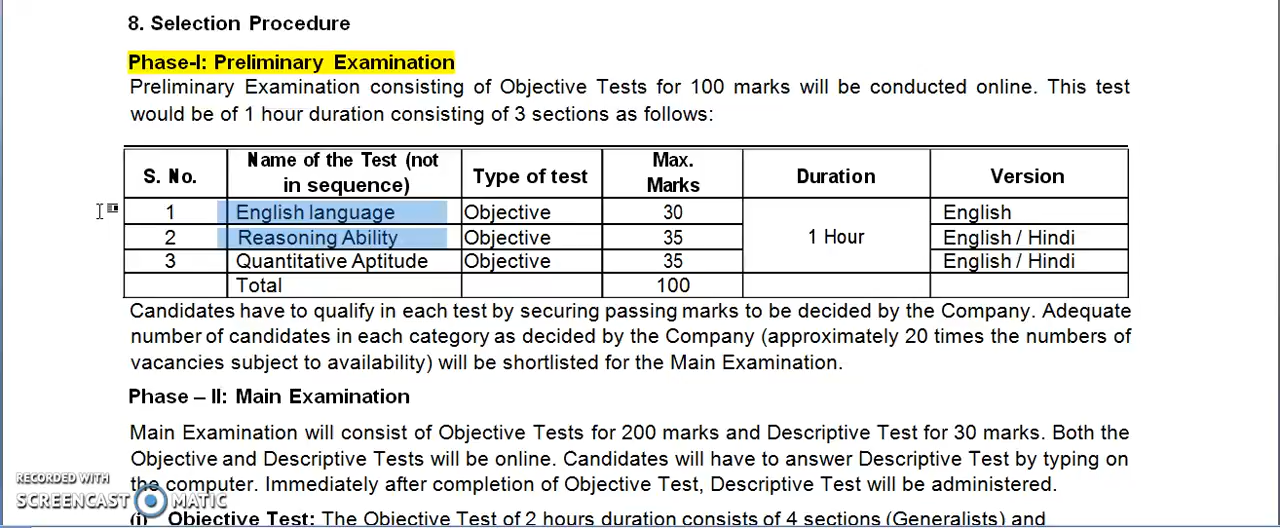 8. Selection Procedure
Phase-I: Preliminary Examination
Preliminary Examination consisting of Objective Tests for 100 marks will be conducted online. This test
would be of 1 hour duration consisting of 3 sections as follows:
S. No. Name of the Test (not in sequence) Type of test Max. Marks Duration Version
1 English language Objective 30 1 Hour English
2 Reasoning Ability Objective 35 English / Hindi
3 Quantitative Aptitude Objective 35 English / Hindi
Total 100
Candidates have to qualify in each test by securing passing marks to be decided by the Company. Adequate
number of candidates in each category as decided by the Company (approximately 20 times the numbers of
vacancies subject to availability) will be shortlisted for the Main Examination.
Phase – II: Main Examination
Main Examination will consist of Objective Tests for 200 marks and Descriptive Test for 30 marks. Both the
Objective and Descriptive Tests will be online. Candidates will have to answer Descriptive Test by typing on
the computer. Immediately after completion of Objective Test, Descriptive Test will be administered.
(i) Objective Test: The Objective Test of 2 hours duration consists of 4 sections (Generalists) and
RECORDED WITH
SCREENCAST MATIC